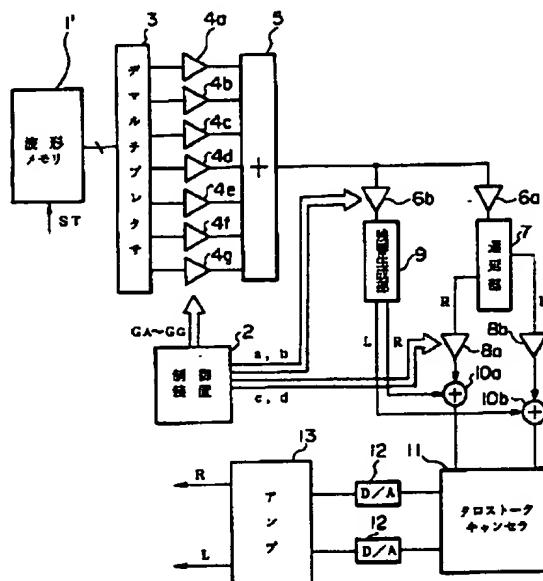 1'
3
4a
5
波形
メモリ
ST
デマルチプレクサ
4b
4c
4d
4e
4f
4g
+
6b
6a
9
7
R
L
GA~GG
2
制御
装置
a, b
c, d
L
R
8a
8b
+
10a
+
10b
13
R
L
アンプ
12
D/A
12
D/A
11
クロストーク
キャンセラ